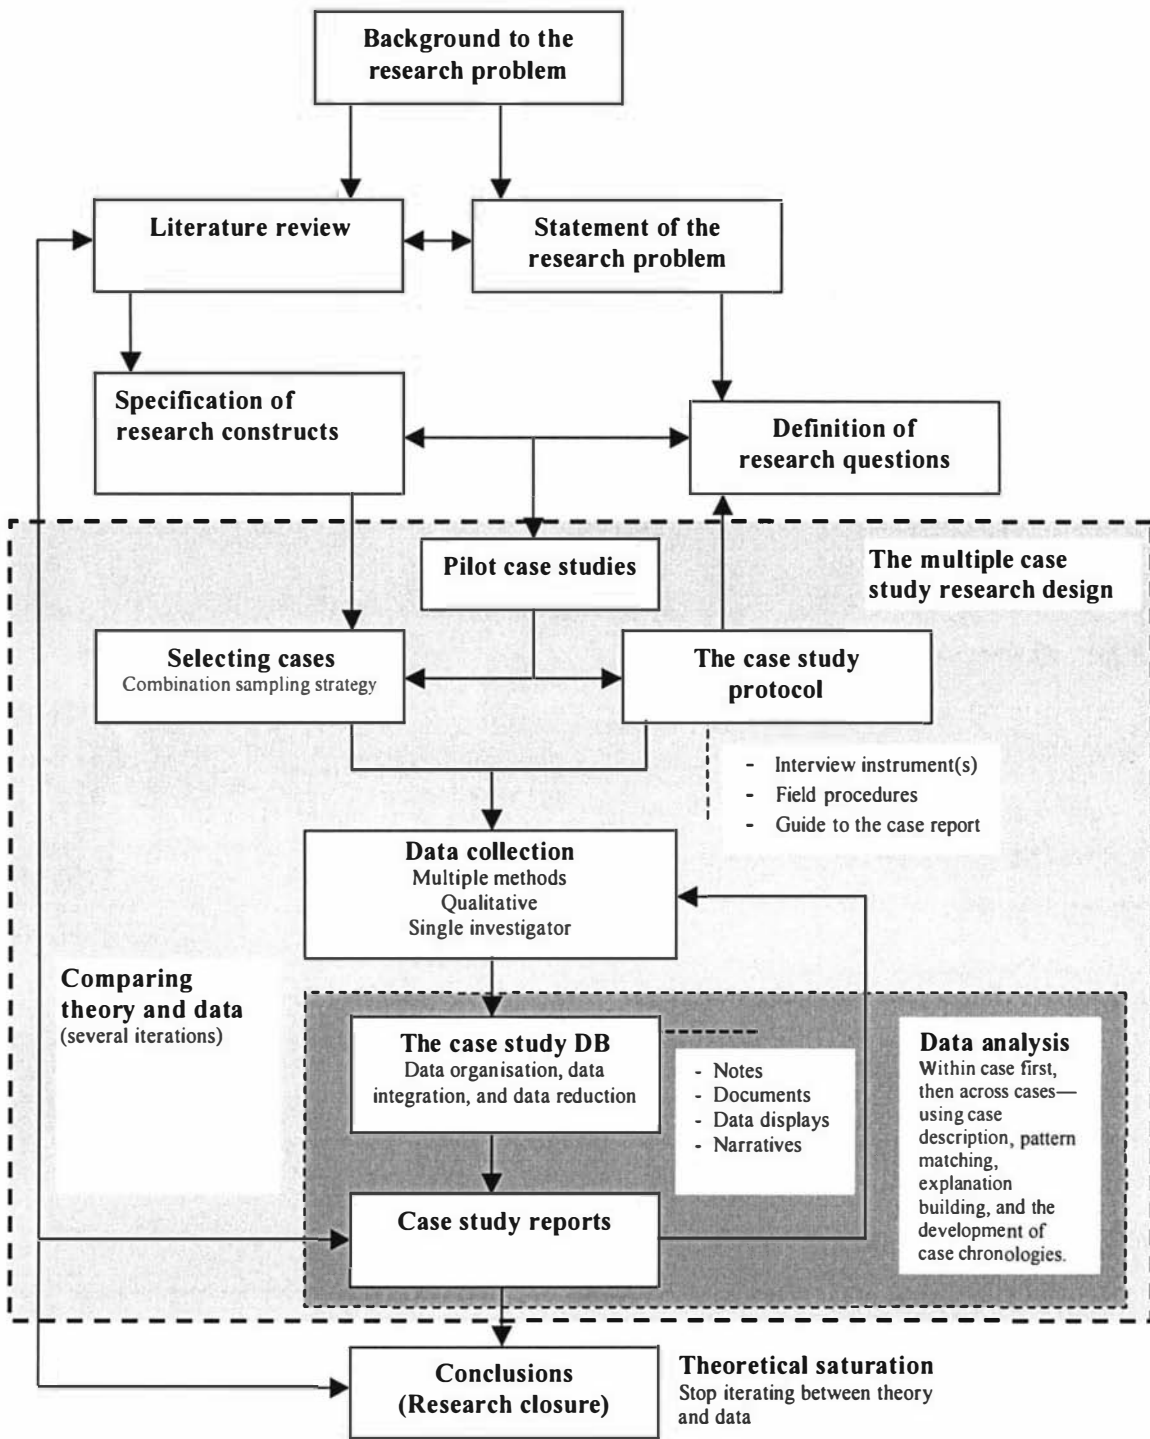 Background to the
research problem
Literature review
Statement of the
research problem
Specification of
research constructs
Definition of
research questions
The multiple case
study research design
Pilot case studies
Selecting cases
Combination sampling strategy
The case study
protocol
- Interview instrument(s)
- Field procedures
- Guide to the case report
Data collection
Multiple methods
Qualitative
Single investigator
Comparing
theory and data
(several iterations)
The case study DB
Data organisation, data
integration, and data reduction
- Notes
- Documents
- Data displays
- Narratives
Data analysis
Within case first,
then across cases—
using case
description, pattern
matching,
explanation
building, and the
development of
case chronologies.
Case study reports
Conclusions
(Research closure)
Theoretical saturation
Stop iterating between theory
and data